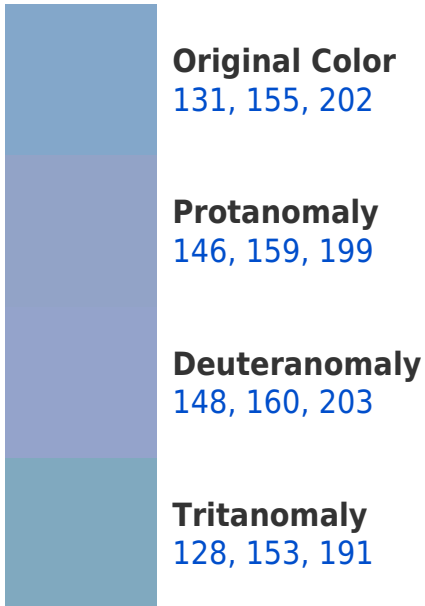 Original Color
131, 155, 202
Protanomaly
146, 159, 199
Deuteranomaly
148, 160, 203
Tritanomaly
128, 153, 191